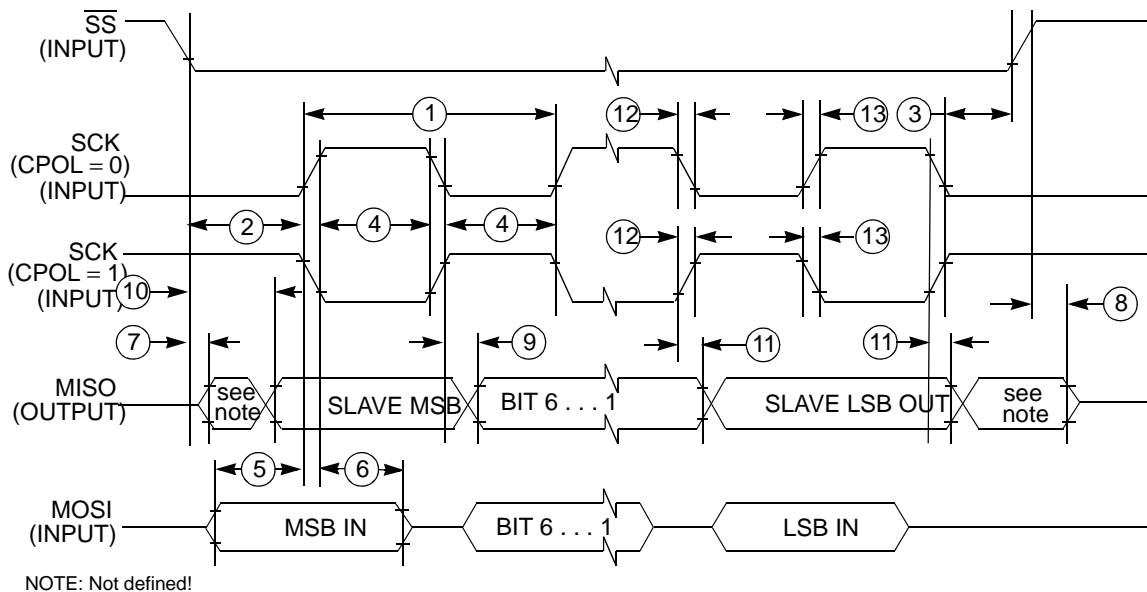 SS
(INPUT)
1
12
13
3
SCK
(CPOL = 0)
(INPUT)
2
4
4
12
13
SCK
(CPOL = 1)
(INPUT)
10
8
7
9
11
11
MISO
(OUTPUT)
see
note
SLAVE MSB
BIT 6 . . . 1
SLAVE LSB OUT
see
note
5
6
MOSI
(INPUT)
MSB IN
BIT 6 . . . 1
LSB IN
NOTE: Not defined!